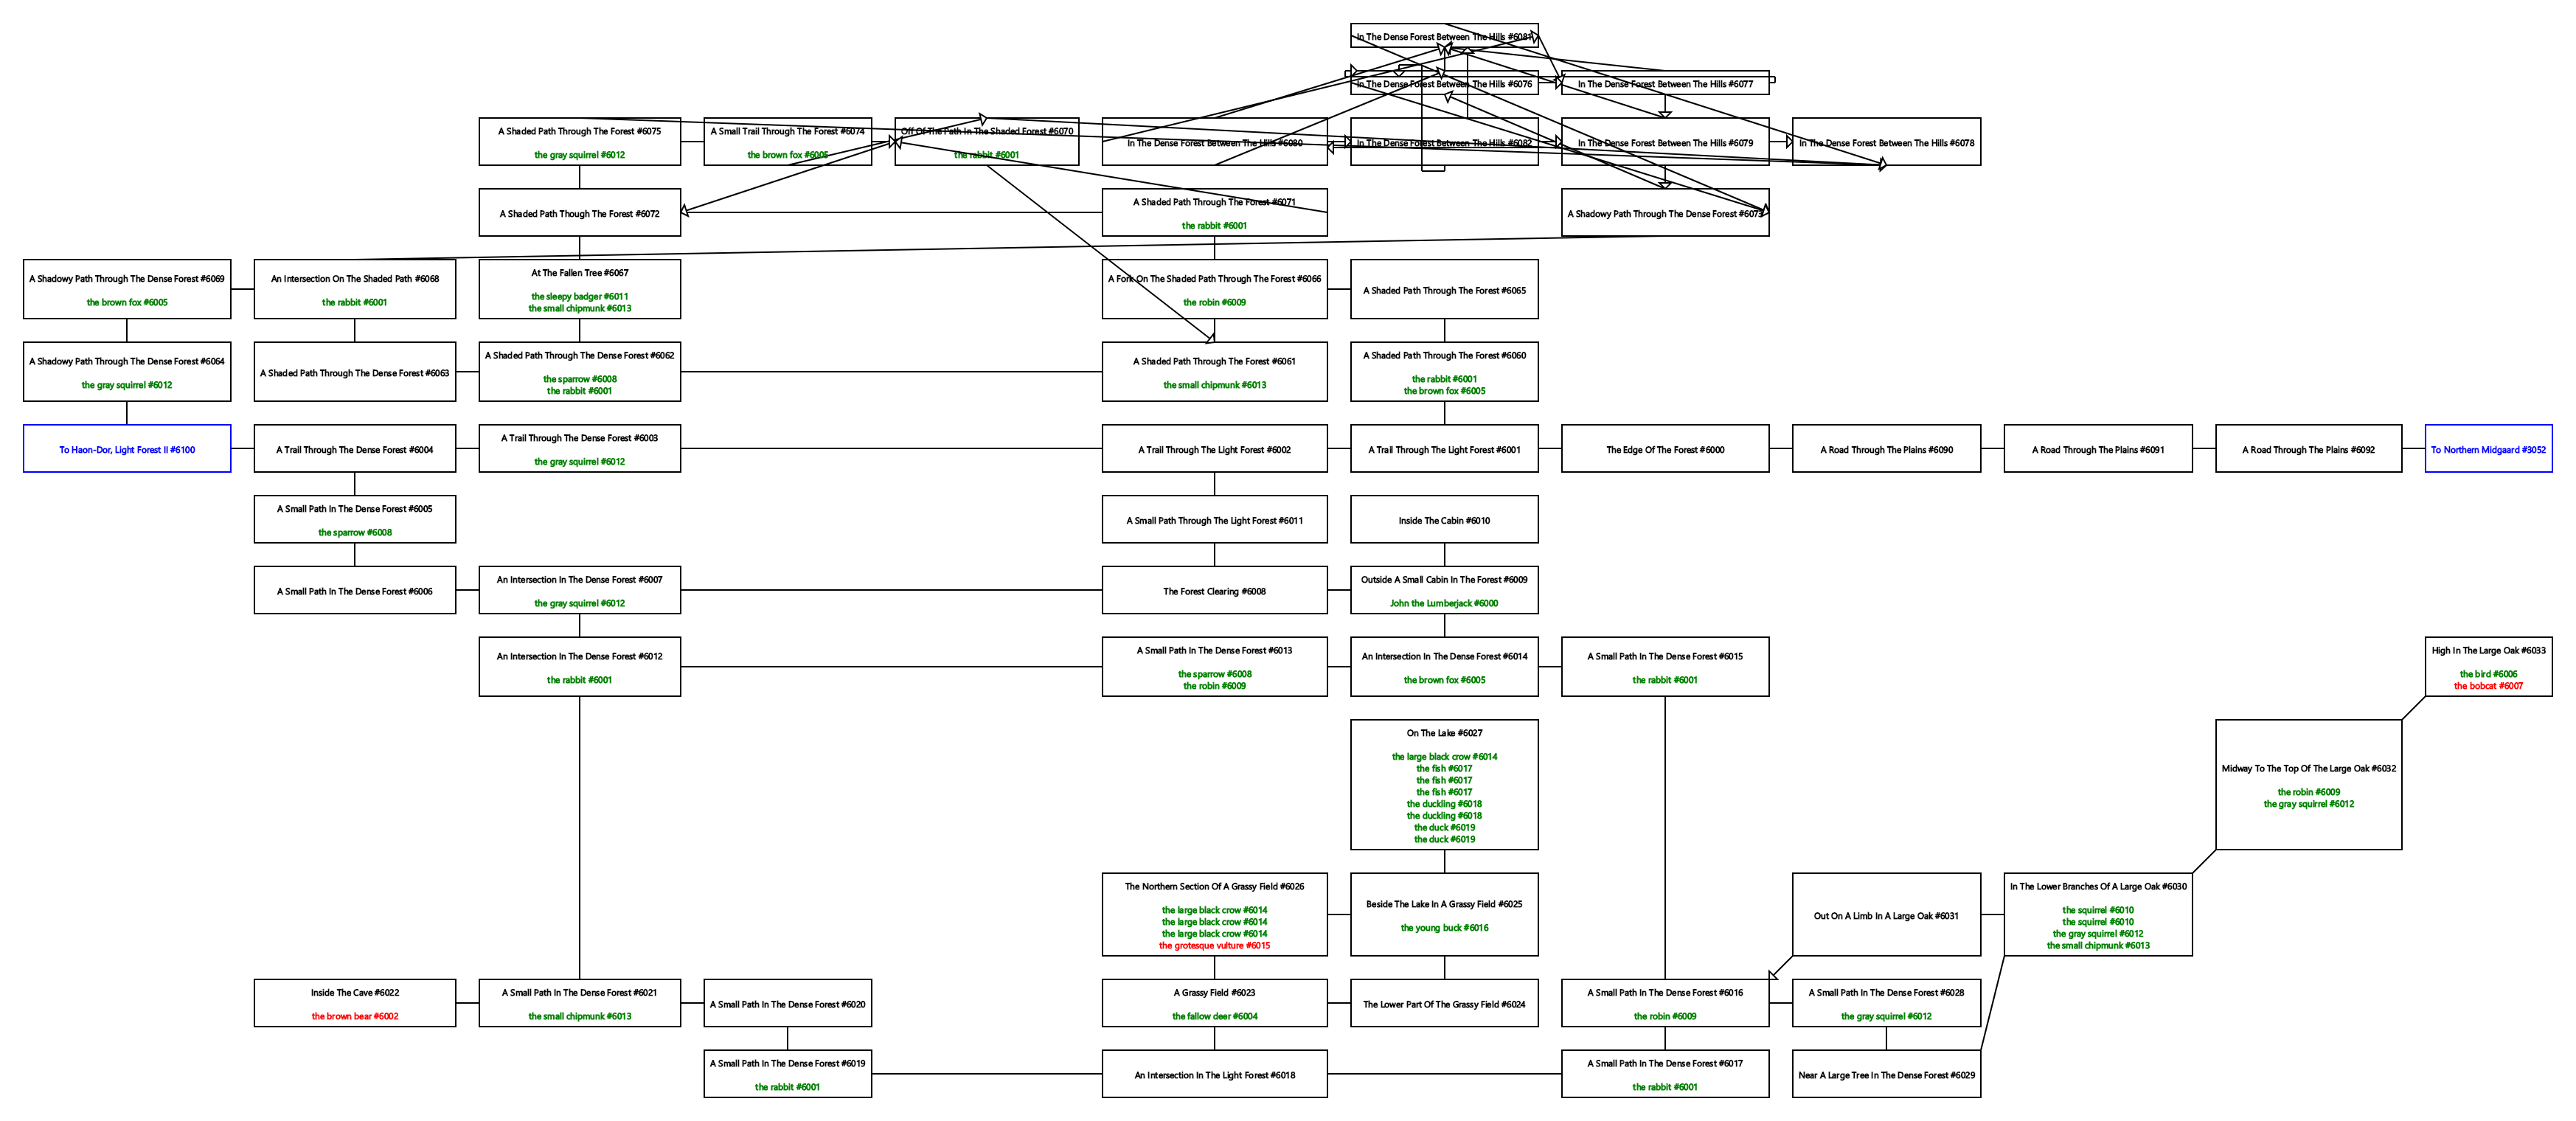 In The Dense Forest Between The Hills #6081
In The Dense Forest Between The Hills #6076
In The Dense Forest Between The Hills #6077
A Shaded Path Through The Forest #6075
the gray squirrel #6012
A Small Trail Through The Forest #6074
the brown fox #6005
Off Of The Path In The Shaded Forest #6070
the rabbit #6001
In The Dense Forest Between The Hills #6080
In The Dense Forest Between The Hills #6082
In The Dense Forest Between The Hills #6079
In The Dense Forest Between The Hills #6078
A Shaded Path Though The Forest #6072
A Shaded Path Through The Forest #6071
the rabbit #6001
A Shadowy Path Through The Dense Forest #6073
A Shadowy Path Through The Dense Forest #6069
the brown fox #6005
An Intersection On The Shaded Path #6068
the rabbit #6001
At The Fallen Tree #6067
the sleepy badger #6011
the small chipmunk #6013
A Fork On The Shaded Path Through The Forest #6066
the robin #6009
A Shaded Path Through The Forest #6065
A Shadowy Path Through The Dense Forest #6064
the gray squirrel #6012
A Shaded Path Through The Dense Forest #6063
A Shaded Path Through The Dense Forest #6062
the sparrow #6008
the rabbit #6001
A Shaded Path Through The Forest #6061
the small chipmunk #6013
A Shaded Path Through The Forest #6060
the rabbit #6001
the brown fox #6005
To Haon-Dor, Light Forest II #6100
A Trail Through The Dense Forest #6004
A Trail Through The Dense Forest #6003
the gray squirrel #6012
A Trail Through The Light Forest #6002
A Trail Through The Light Forest #6001
The Edge Of The Forest #6000
A Road Through The Plains #6090
A Road Through The Plains #6091
A Road Through The Plains #6092
To Northern Midgaard #3052
A Small Path In The Dense Forest #6005
the sparrow #6008
A Small Path Through The Light Forest #6011
Inside The Cabin #6010
A Small Path In The Dense Forest #6006
An Intersection In The Dense Forest #6007
the gray squirrel #6012
The Forest Clearing #6008
Outside A Small Cabin In The Forest #6009
John the Lumberjack #6000
An Intersection In The Dense Forest #6012
the rabbit #6001
A Small Path In The Dense Forest #6013
the sparrow #6008
the robin #6009
An Intersection In The Dense Forest #6014
the brown fox #6005
A Small Path In The Dense Forest #6015
the rabbit #6001
High In The Large Oak #6033
the bird #6006
the bobcat #6007
On The Lake #6027
the large black crow #6014
the fish #6017
the fish #6017
the fish #6017
the duckling #6018
the duckling #6018
the duck #6019
the duck #6019
Midway To The Top Of The Large Oak #6032
the robin #6009
the gray squirrel #6012
The Northern Section Of A Grassy Field #6026
the large black crow #6014
the large black crow #6014
the large black crow #6014
the grotesque vulture #6015
Beside The Lake In A Grassy Field #6025
the young buck #6016
Out On A Limb In A Large Oak #6031
In The Lower Branches Of A Large Oak #6030
the squirrel #6010
the squirrel #6010
the gray squirrel #6012
the small chipmunk #6013
Inside The Cave #6022
the brown bear #6002
A Small Path In The Dense Forest #6021
the small chipmunk #6013
A Small Path In The Dense Forest #6020
A Grassy Field #6023
the fallow deer #6004
The Lower Part Of The Grassy Field #6024
A Small Path In The Dense Forest #6016
the robin #6009
A Small Path In The Dense Forest #6028
the gray squirrel #6012
A Small Path In The Dense Forest #6019
the rabbit #6001
An Intersection In The Light Forest #6018
A Small Path In The Dense Forest #6017
the rabbit #6001
Near A Large Tree In The Dense Forest #6029